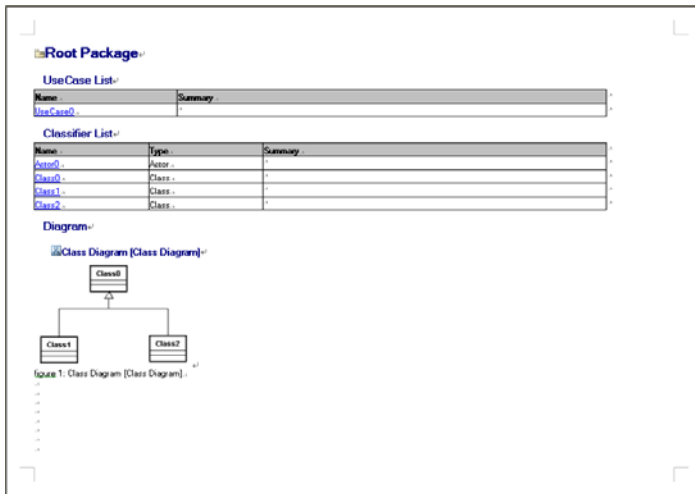 Root Package
UseCase List
Name Summary
UseCase0
Classifier List
Name Type Summary
Actor0 Actor
Class0 Class
Class1 Class
Class2 Class
Diagram
Class Diagram [Class Diagram]
Class0
Class1 Class2
figure 1: Class Diagram [Class Diagram]